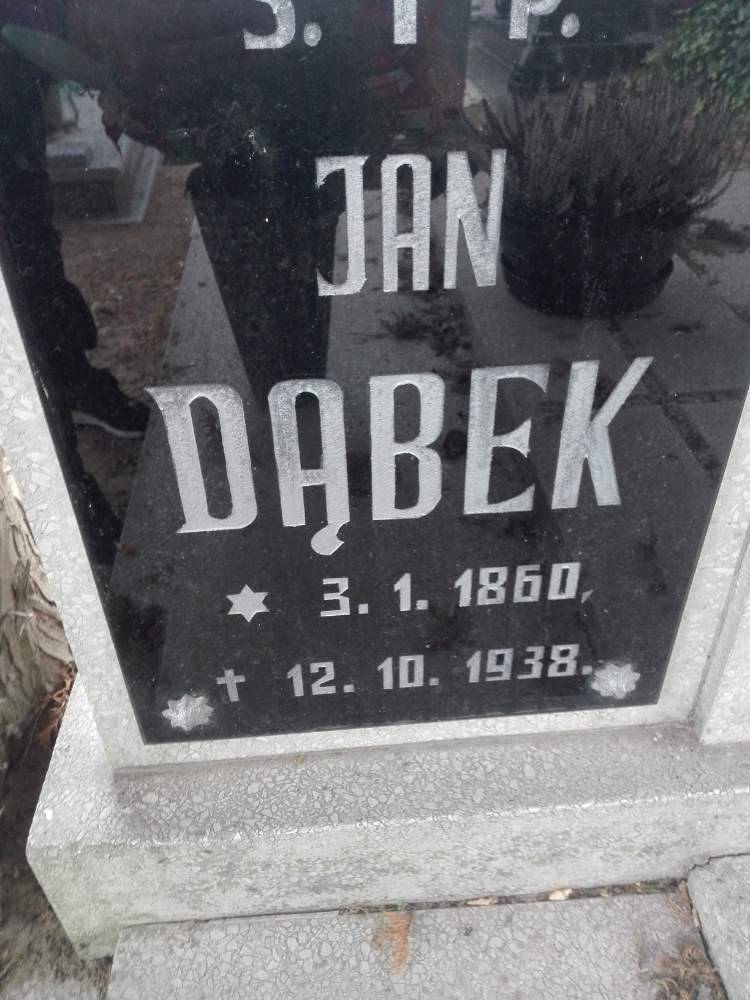 Ś. † P.
JAN
DĄBEK
✶ 3. 1. 1860,
† 12. 10. 1938.